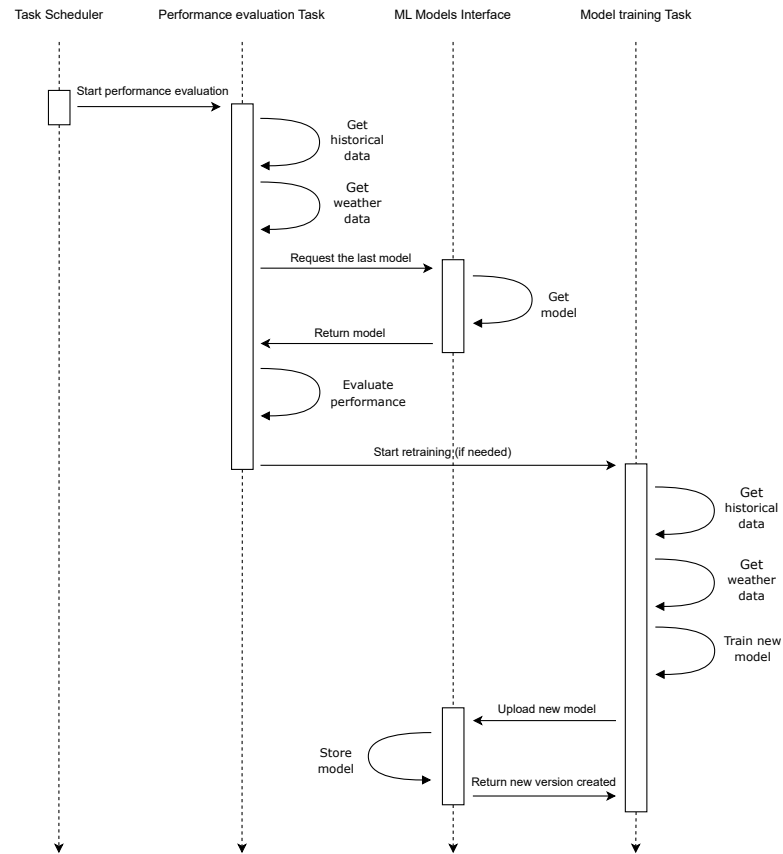 Task Scheduler
Performance evaluation Task
ML Models Interface
Model training Task
Start performance evaluation
Get
historical
data
Get
weather
data
Request the last model
Get
model
Return model
Evaluate
performance
Start retraining (if needed)
Get
historical
data
Get
weather
data
Train new
model
Upload new model
Store
model
Return new version created